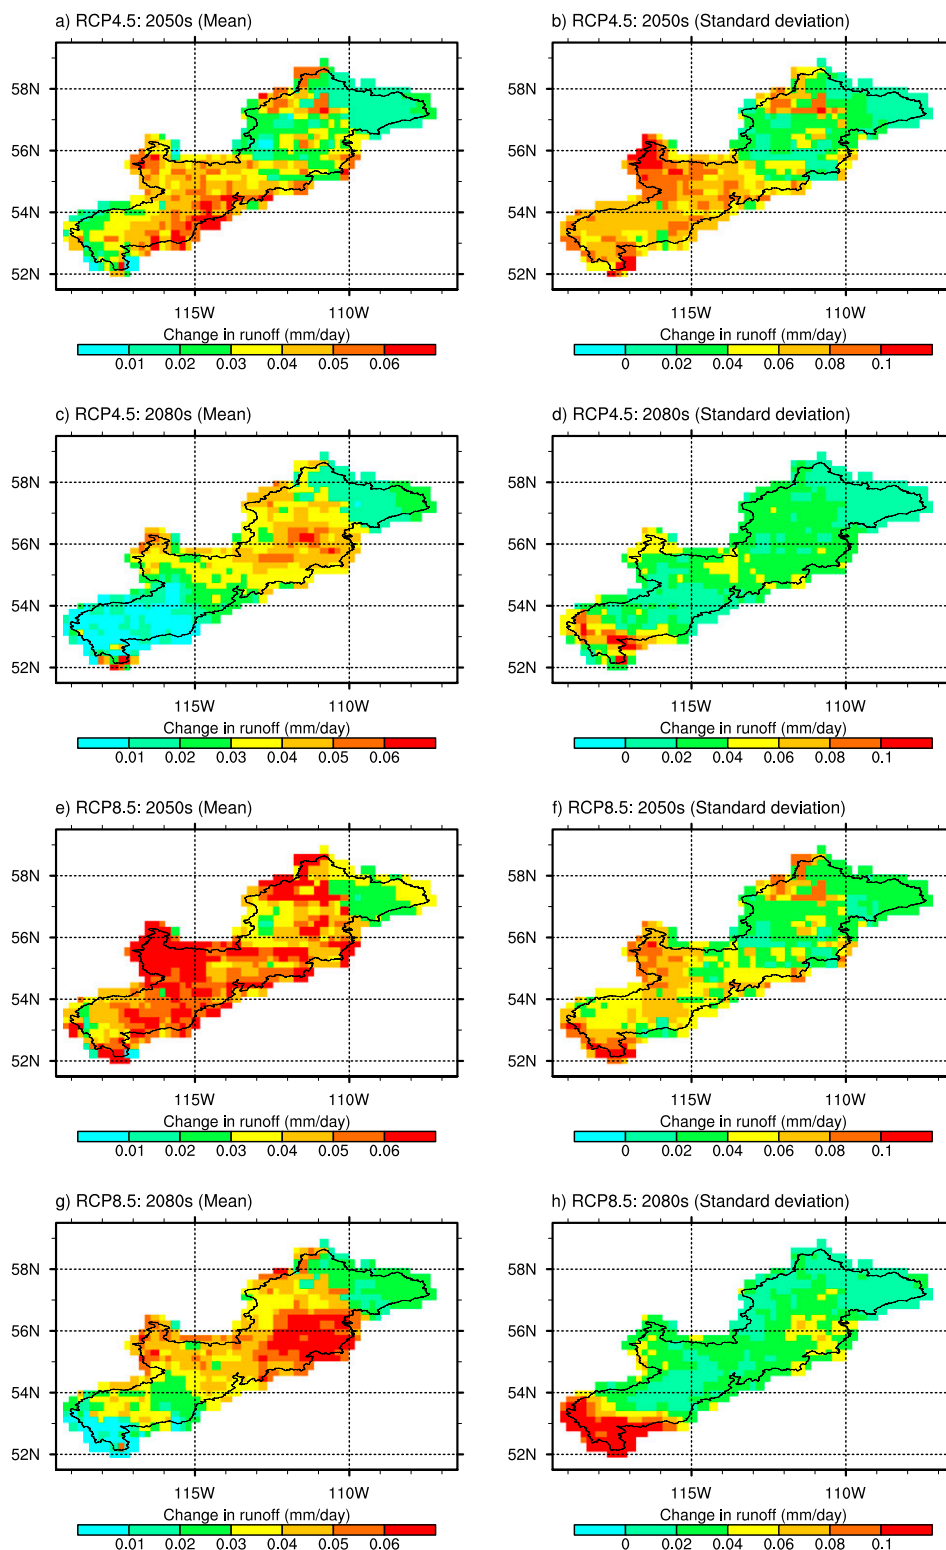 a) RCP4.5: 2050s (Mean)
58N
56N
54N
52N
115W 110W
Change in runoff (mm/day)
0.01 0.02 0.03 0.04 0.05 0.06
b) RCP4.5: 2050s (Standard deviation)
58N
56N
54N
52N
115W 110W
Change in runoff (mm/day)
0 0.02 0.04 0.06 0.08 0.1
c) RCP4.5: 2080s (Mean)
58N
56N
54N
52N
115W 110W
Change in runoff (mm/day)
0.01 0.02 0.03 0.04 0.05 0.06
d) RCP4.5: 2080s (Standard deviation)
58N
56N
54N
52N
115W 110W
Change in runoff (mm/day)
0 0.02 0.04 0.06 0.08 0.1
e) RCP8.5: 2050s (Mean)
58N
56N
54N
52N
115W 110W
Change in runoff (mm/day)
0.01 0.02 0.03 0.04 0.05 0.06
f) RCP8.5: 2050s (Standard deviation)
58N
56N
54N
52N
115W 110W
Change in runoff (mm/day)
0 0.02 0.04 0.06 0.08 0.1
g) RCP8.5: 2080s (Mean)
58N
56N
54N
52N
115W 110W
Change in runoff (mm/day)
0.01 0.02 0.03 0.04 0.05 0.06
h) RCP8.5: 2080s (Standard deviation)
58N
56N
54N
52N
115W 110W
Change in runoff (mm/day)
0 0.02 0.04 0.06 0.08 0.1